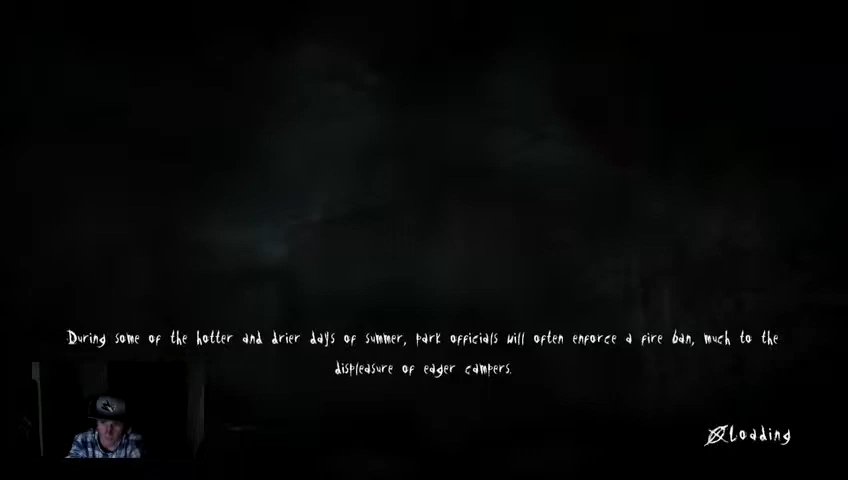 During some of the hotter and drier days of summer, park officials will often enforce a fire ban, much to the
displeasure of eager campers.
Loading